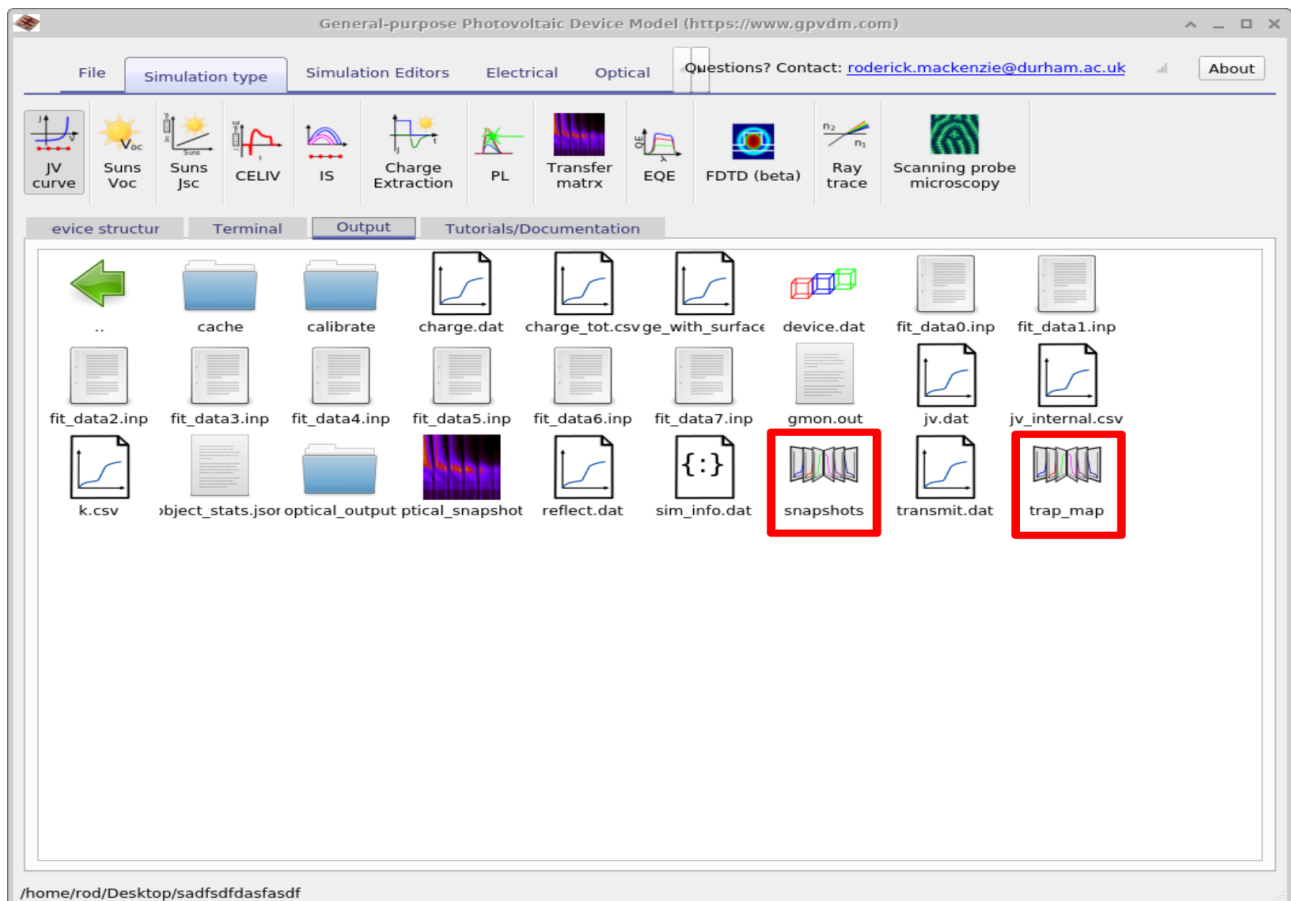 General-purpose Photovoltaic Device Model (https://www.gpvdm.com)
File Simulation type Simulation Editors Electrical Optical Questions? Contact: roderick.mackenzie@durham.ac.uk About
JV curve
Suns Voc
Suns Jsc
CELIV
IS
Charge Extraction
PL
Transfer matrx
EQE
FDTD (beta)
Ray trace
Scanning probe microscopy
evice structur Terminal Output Tutorials/Documentation
.. cache calibrate charge.dat charge_tot.csv ge_with_surface device.dat fit_data0.inp fit_data1.inp
fit_data2.inp fit_data3.inp fit_data4.inp fit_data5.inp fit_data6.inp fit_data7.inp gmon.out jv.dat jv_internal.csv
k.csv object_stats.json optical_output ptical_snapshot reflect.dat sim_info.dat snapshots transmit.dat trap_map
/home/rod/Desktop/sadfsdfdasfasdf